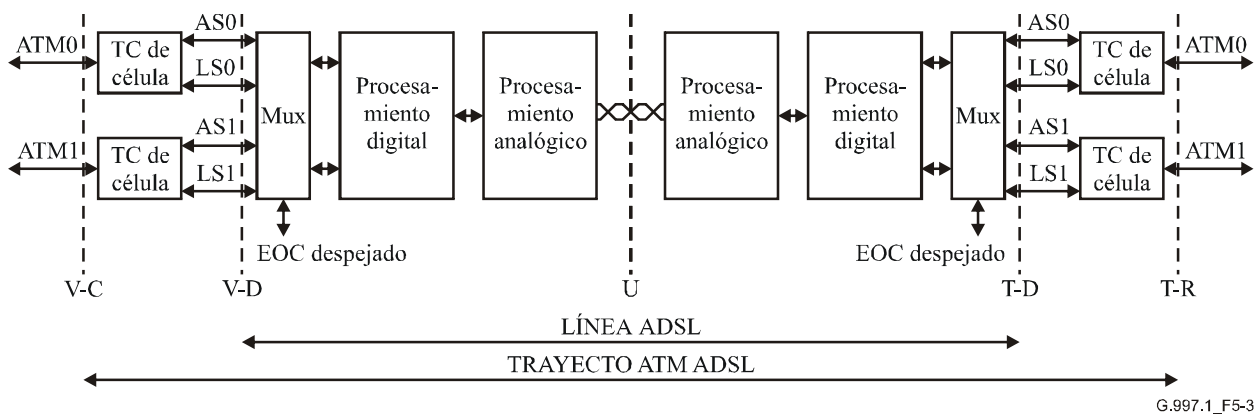 ATM0
TC de
célula
AS0
LS0
ATM1
TC de
célula
AS1
LS1
Mux
EOC despejado
Procesa-
miento
digital
Procesa-
miento
analógico
Procesa-
miento
analógico
Procesa-
miento
digital
Mux
EOC despejado
AS0
LS0
TC de
célula
ATM0
AS1
LS1
TC de
célula
ATM1
V-C
V-D
U
T-D
T-R
LÍNEA ADSL
TRAYECTO ATM ADSL
G.997.1_F5-3